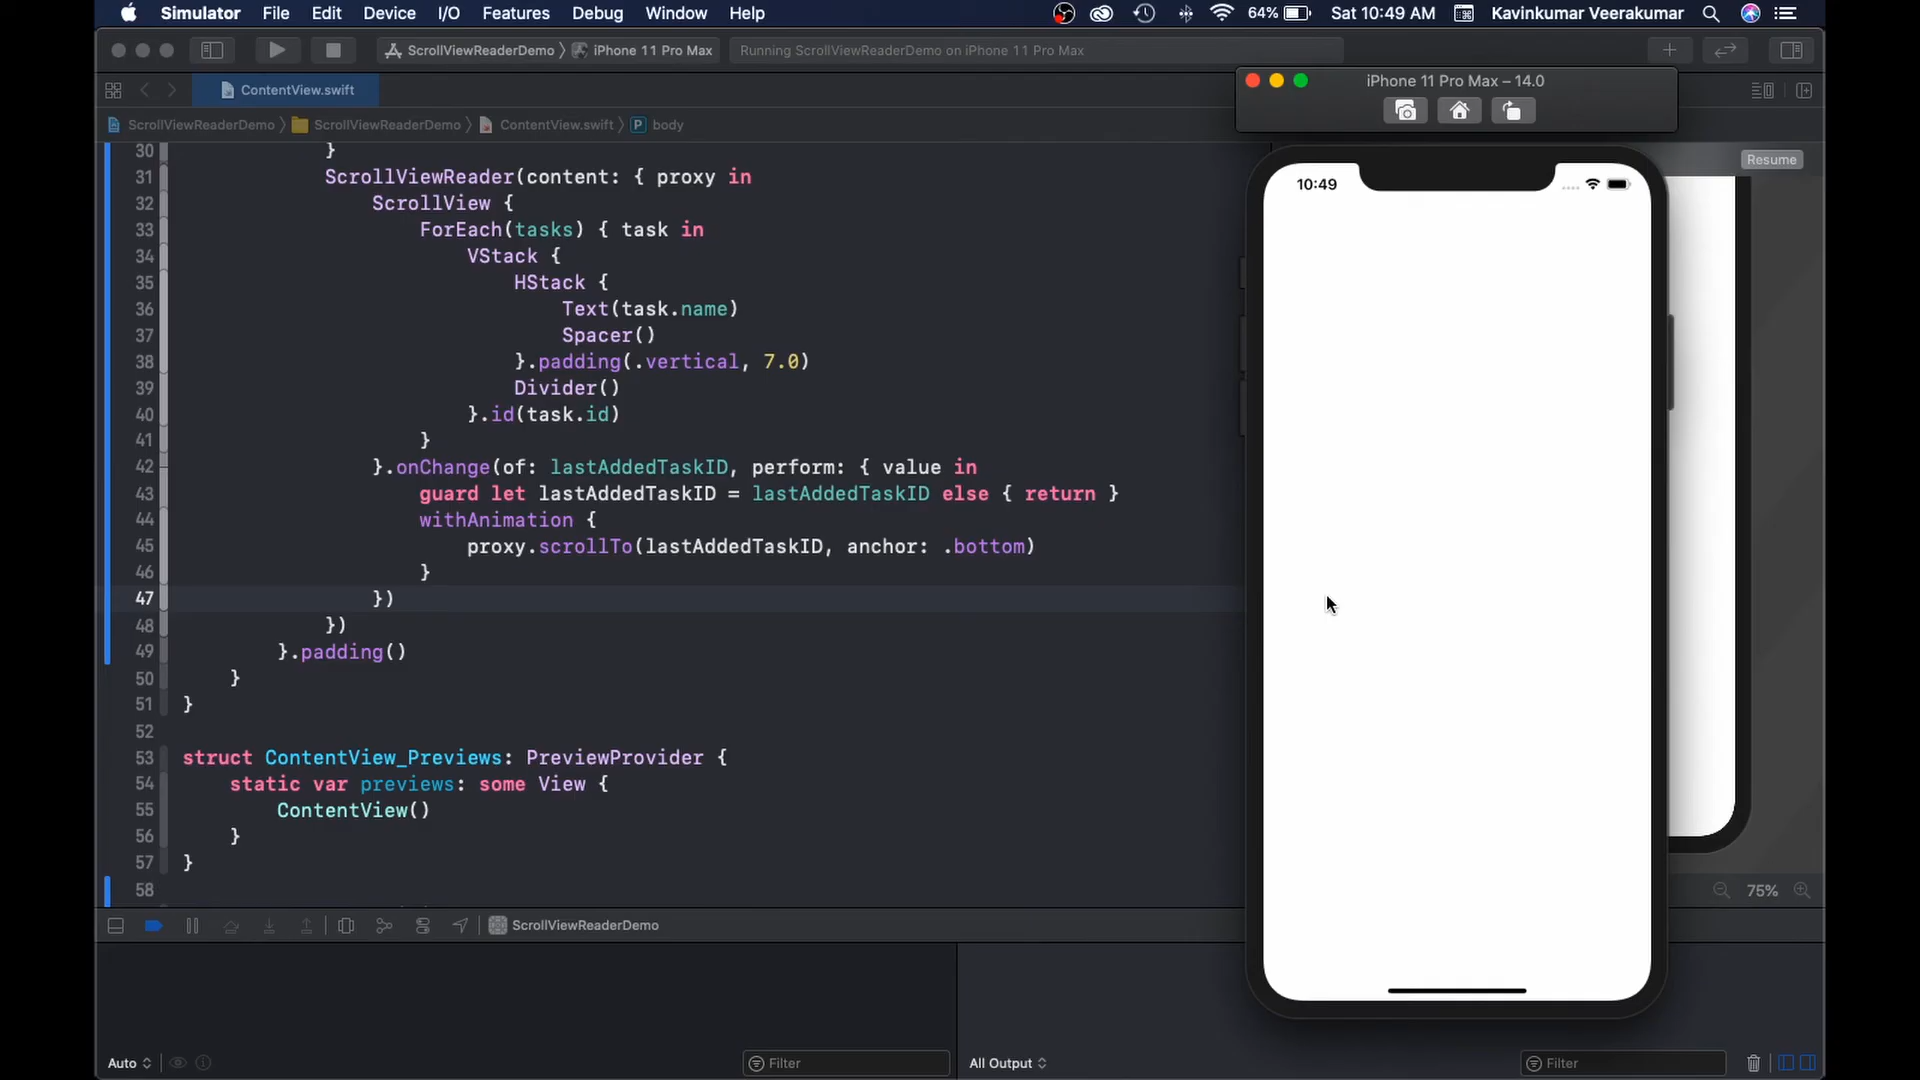 Simulator File Edit Device I/O Features Debug Window Help 64% Sat 10:49 AM Kavinkumar Veerakumar
ScrollViewReaderDemo iPhone 11 Pro Max Running ScrollViewReaderDemo on iPhone 11 Pro Max
ContentView.swift
ScrollViewReaderDemo ScrollViewReaderDemo ContentView.swift P body
iPhone 11 Pro Max – 14.0
Resume
10:49
30 }
31 ScrollViewReader(content: { proxy in
32 ScrollView {
33 ForEach(tasks) { task in
34 VStack {
35 HStack {
36 Text(task.name)
37 Spacer()
38 }.padding(.vertical, 7.0)
39 Divider()
40 }.id(task.id)
41 }
42 }.onChange(of: lastAddedTaskID, perform: { value in
43 guard let lastAddedTaskID = lastAddedTaskID else { return }
44 withAnimation {
45 proxy.scrollTo(lastAddedTaskID, anchor: .bottom)
46 }
47 })
48 })
49 }.padding()
50 }
51 }
52
53 struct ContentView_Previews: PreviewProvider {
54 static var previews: some View {
55 ContentView()
56 }
57 }
58
75%
ScrollViewReaderDemo
Auto Filter All Output Filter